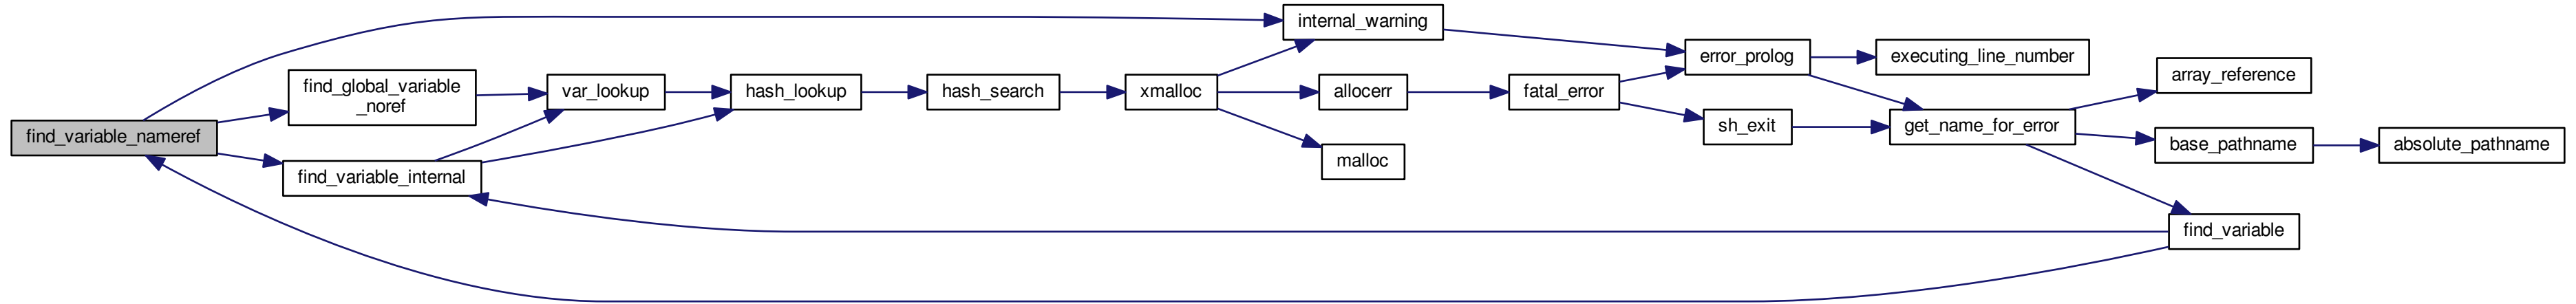 find_variable_nameref
find_global_variable
_noref
find_variable_internal
var_lookup
hash_lookup
hash_search
xmalloc
internal_warning
allocerr
malloc
fatal_error
error_prolog
sh_exit
executing_line_number
get_name_for_error
array_reference
base_pathname
find_variable
absolute_pathname